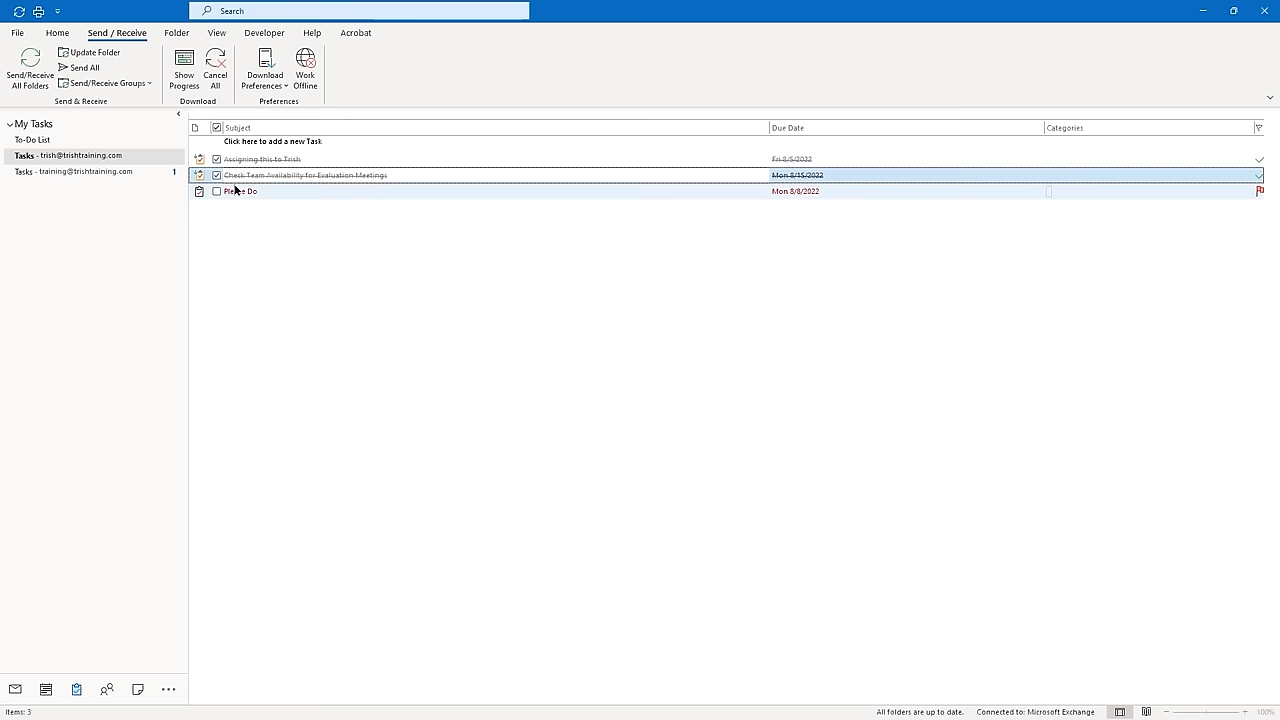 Search
File Home Send / Receive Folder View Developer Help Acrobat
Send/Receive All Folders
Update Folder
Send All
Send/Receive Groups
Show Progress
Cancel All
Download Preferences
Work Offline
Send & Receive Download Preferences
My Tasks
To-Do List
Tasks - trish@trishtraining.com
Tasks - training@trishtraining.com 1
Subject Due Date Categories
Click here to add a new Task
Assigning this to Trish Fri 8/5/2022
Check Team Availability for Evaluation Meetings Mon 8/15/2022
Do Mon 8/8/2022
Items: 3 All folders are up to date. Connected to: Microsoft Exchange 100%